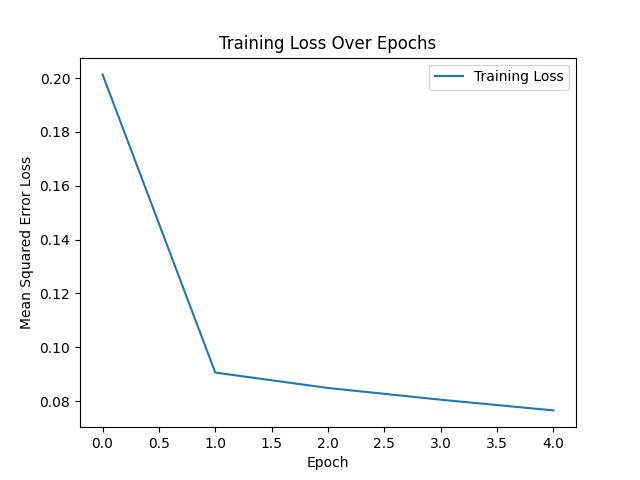 Training Loss Over Epochs
Training Loss
Mean Squared Error Loss
0.20
0.18
0.16
0.14
0.12
0.10
0.08
0.0 0.5 1.0 1.5 2.0 2.5 3.0 3.5 4.0
Epoch